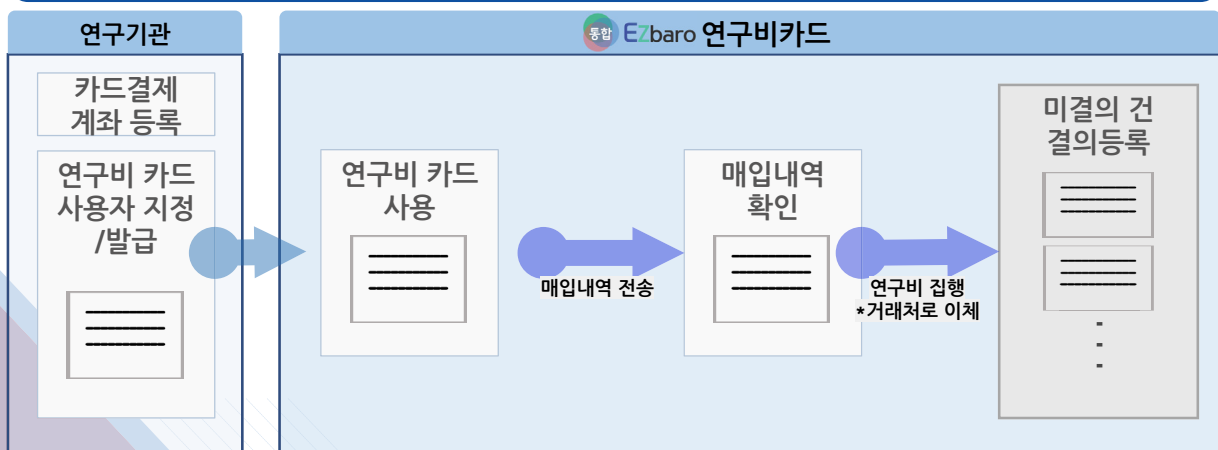 연구기관
통합 EZbaro 연구비카드
카드결제
계좌 등록
연구비 카드
사용자 지정
/발급
연구비 카드
사용
매입내역 전송
매입내역
확인
연구비 집행
*거래처로 이체
미결의 건
결의등록